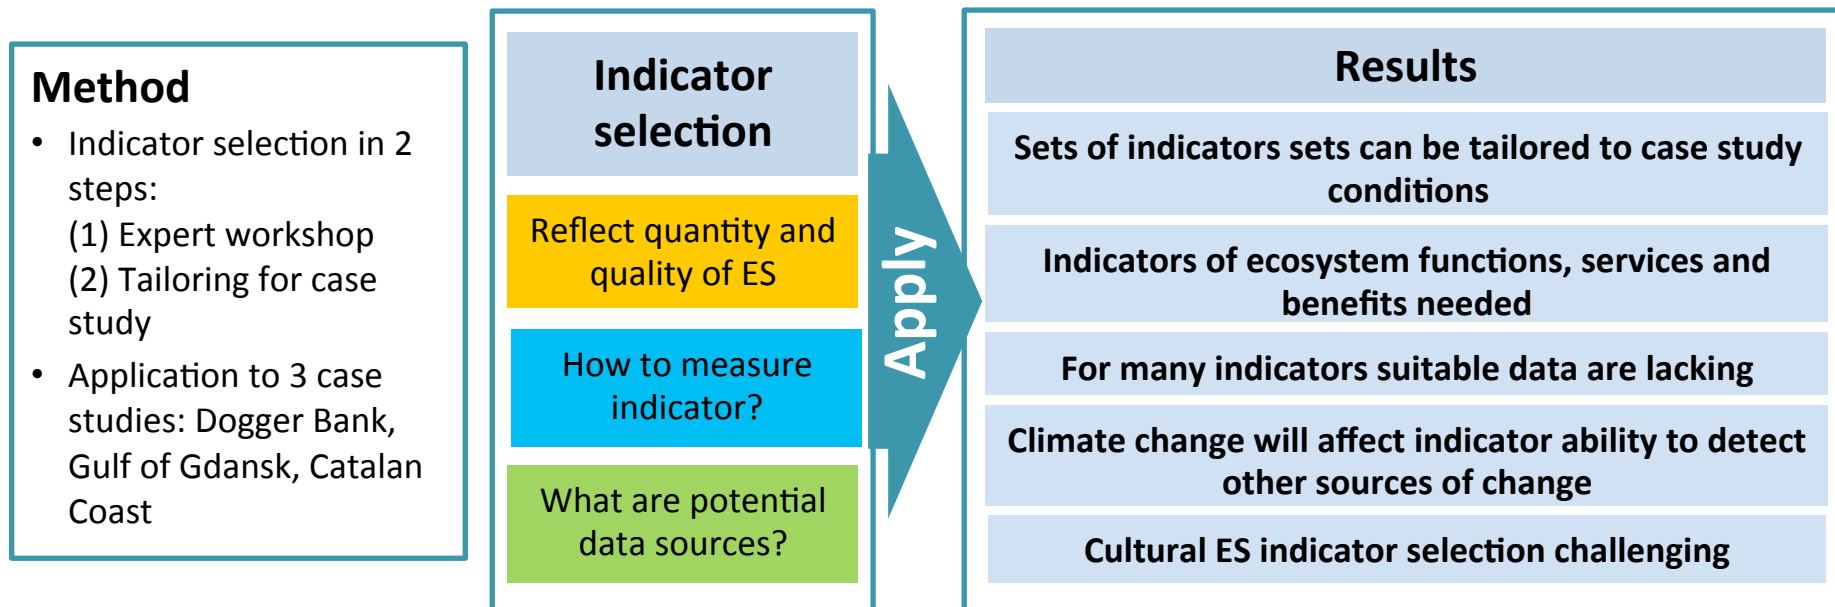 Method
• Indicator selection in 2
steps:
(1) Expert workshop
(2) Tailoring for case
study
• Application to 3 case
studies: Dogger Bank,
Gulf of Gdansk, Catalan
Coast
Indicator
selection
Reflect quantity and
quality of ES
How to measure
indicator?
What are potential
data sources?
Apply
Results
Sets of indicators sets can be tailored to case study
conditions
Indicators of ecosystem functions, services and
benefits needed
For many indicators suitable data are lacking
Climate change will affect indicator ability to detect
other sources of change
Cultural ES indicator selection challenging